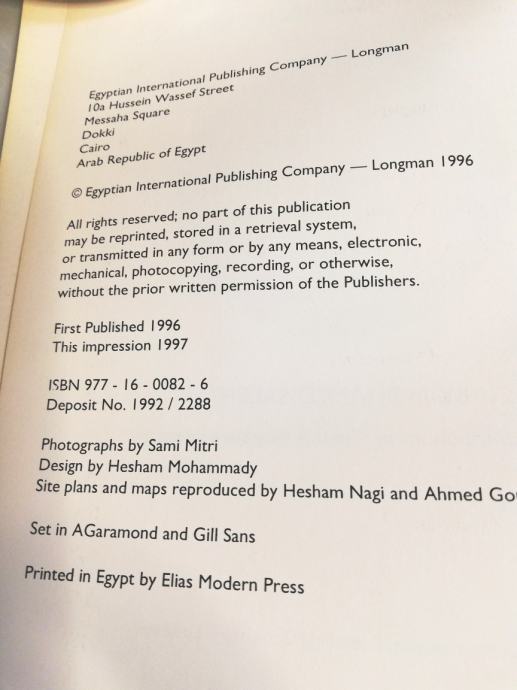 Egyptian International Publishing Company — Longman
10a Hussein Wassef Street
Messaha Square
Dokki
Cairo
Arab Republic of Egypt
© Egyptian International Publishing Company — Longman 1996
All rights reserved; no part of this publication
may be reprinted, stored in a retrieval system,
or transmitted in any form or by any means, electronic,
mechanical, photocopying, recording, or otherwise,
without the prior written permission of the Publishers.
First Published 1996
This impression 1997
ISBN 977 - 16 - 0082 - 6
Deposit No. 1992 / 2288
Photographs by Sami Mitri
Design by Hesham Mohammady
Site plans and maps reproduced by Hesham Nagi and Ahmed
Set in AGaramond and Gill Sans
Printed in Egypt by Elias Modern Press